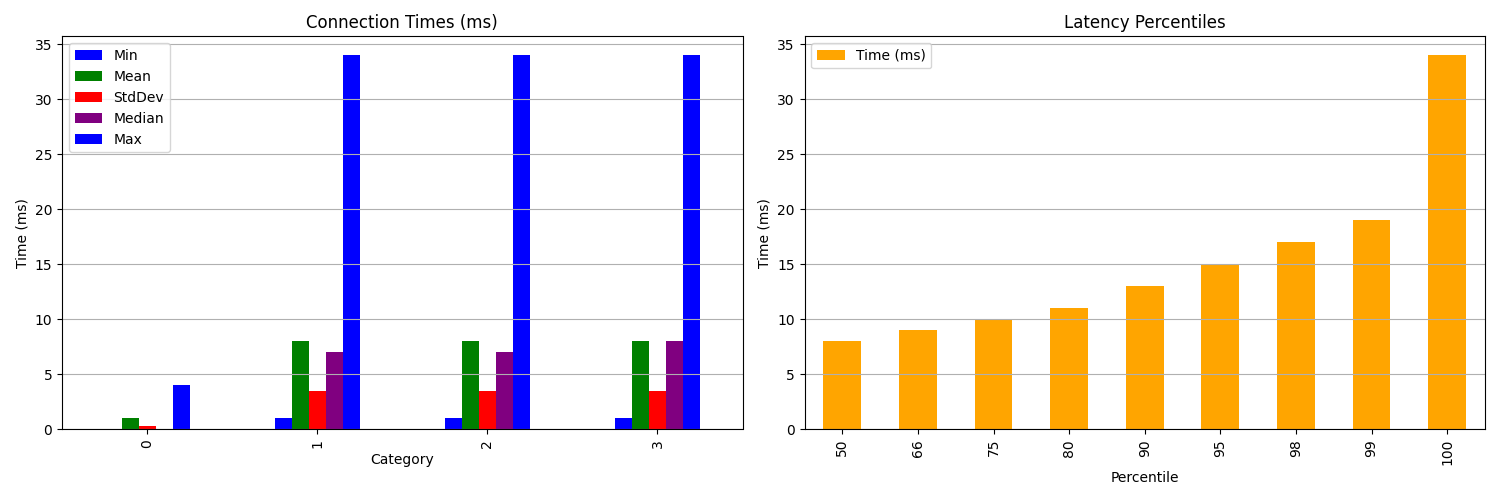 Connection Times (ms)
Time (ms)
35
30
25
20
15
10
5
0
Min
Mean
StdDev
Median
Max
0
1
2
3
Category
Latency Percentiles
Time (ms)
35
30
25
20
15
10
5
0
Time (ms)
50
66
75
80
90
95
98
99
100
Percentile